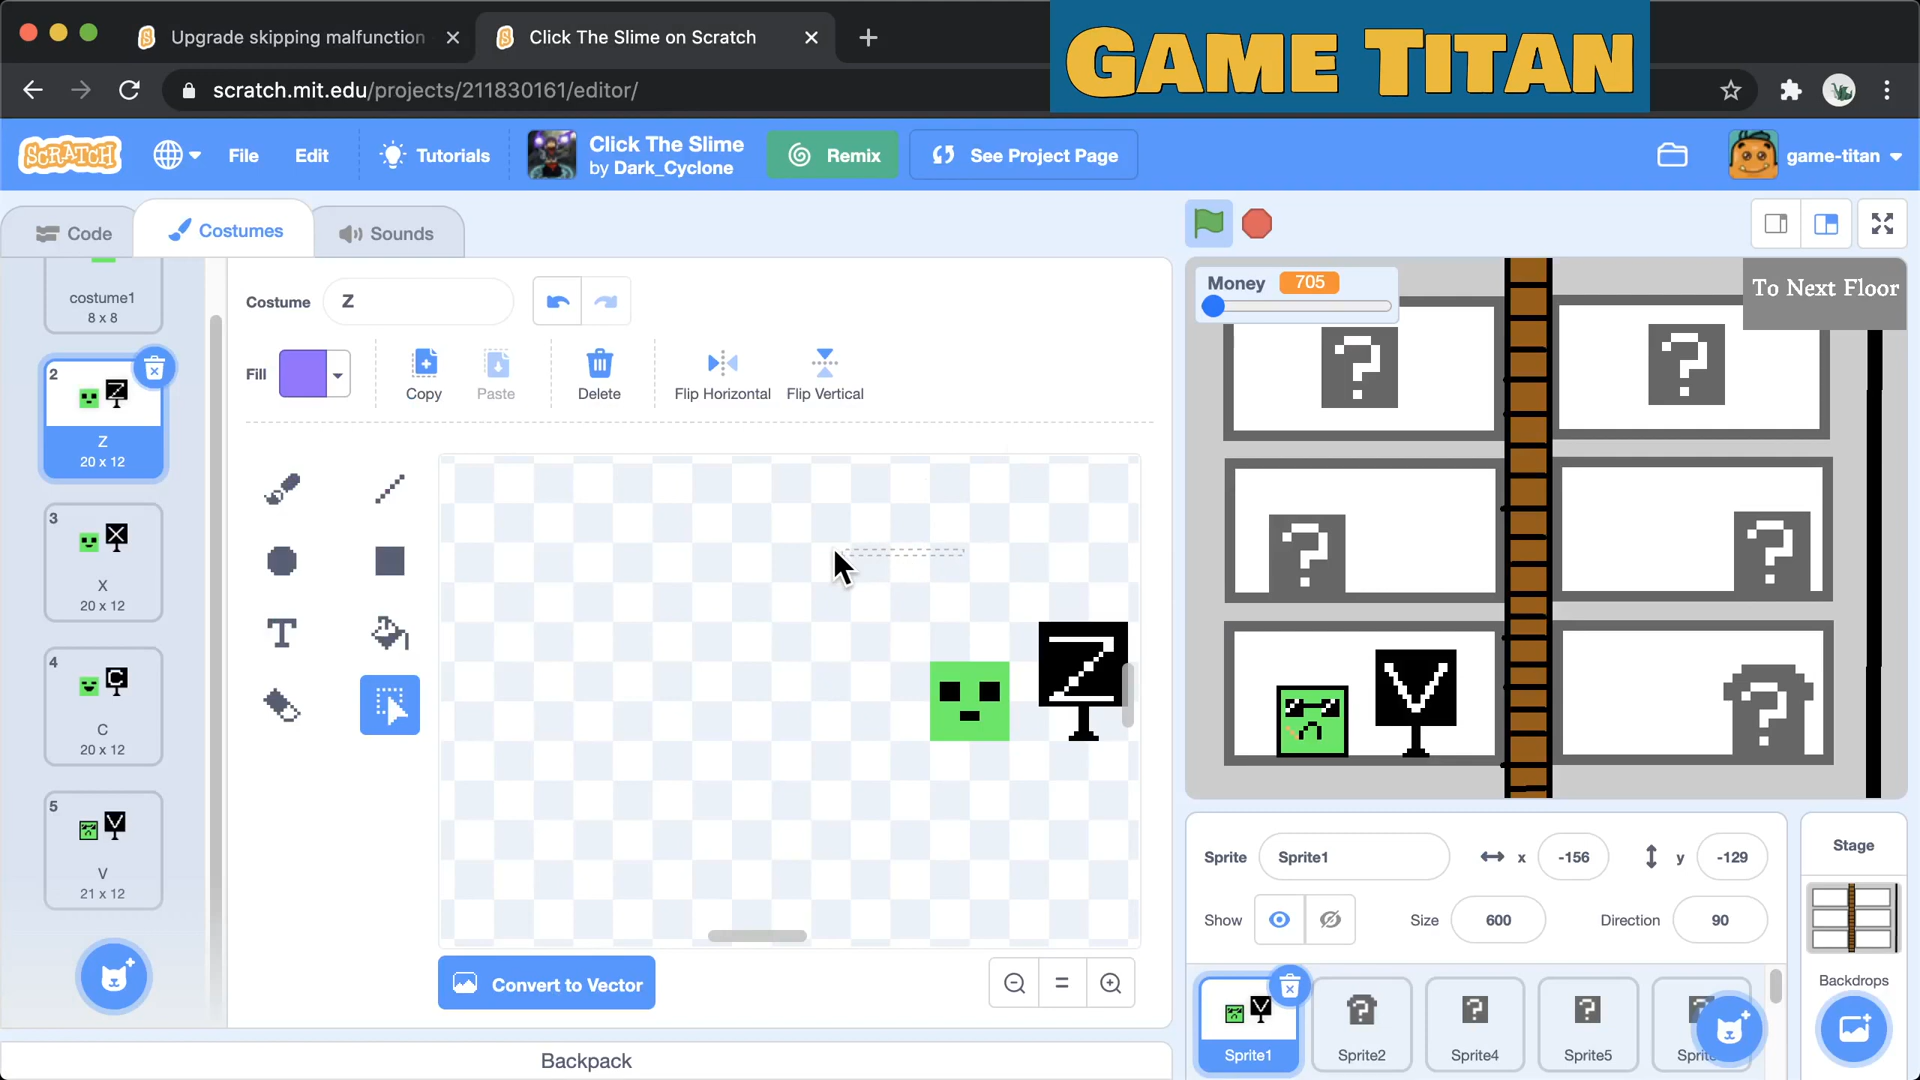 Upgrade skipping malfunction
Click The Slime on Scratch
GAME TITAN
scratch.mit.edu/projects/211830161/editor/
SCRATCH
File
Edit
Tutorials
Click The Slime
by Dark_Cyclone
Remix
See Project Page
game-titan
Code
Costumes
Sounds
costume1
8 x 8
2
Z
Z
20 x 12
3
X
X
20 x 12
4
C
C
20 x 12
5
V
V
21 x 12
Costume
Z
Fill
Copy
Paste
Delete
Flip Horizontal
Flip Vertical
T
Z
Convert to Vector
Backpack
Money 705
To Next Floor
?
?
?
?
V
?
Sprite
Sprite1
x
-156
y
-129
Show
Size
600
Direction
90
V
Sprite1
?
Sprite2
?
Sprite4
?
Sprite5
Stage
Backdrops